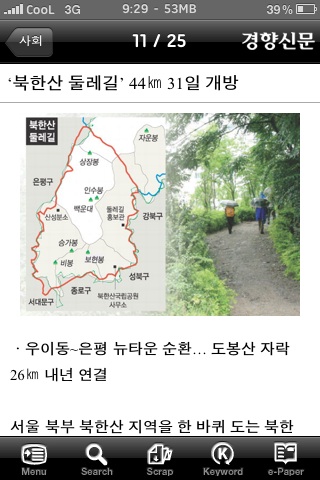 CooL 3G 9:29 - 53MB 39%
사회 11 / 25 경향신문
‘북한산 둘레길’ 44㎞ 31일 개방
북한산
둘레길
자운봉
상장봉
은평구
인수봉
백운대
둘레길
홍보관
강북구
산성분소
승가봉
보현봉
비봉
성북구
종로구
서대문구
북한산국립공원
사무소
· 우이동~은평 뉴타운 순환... 도봉산 자락
26㎞ 내년 연결
서울 북부 북한산 지역을 한 바퀴 도는 북한
Menu Search Scrap Keyword e-Paper